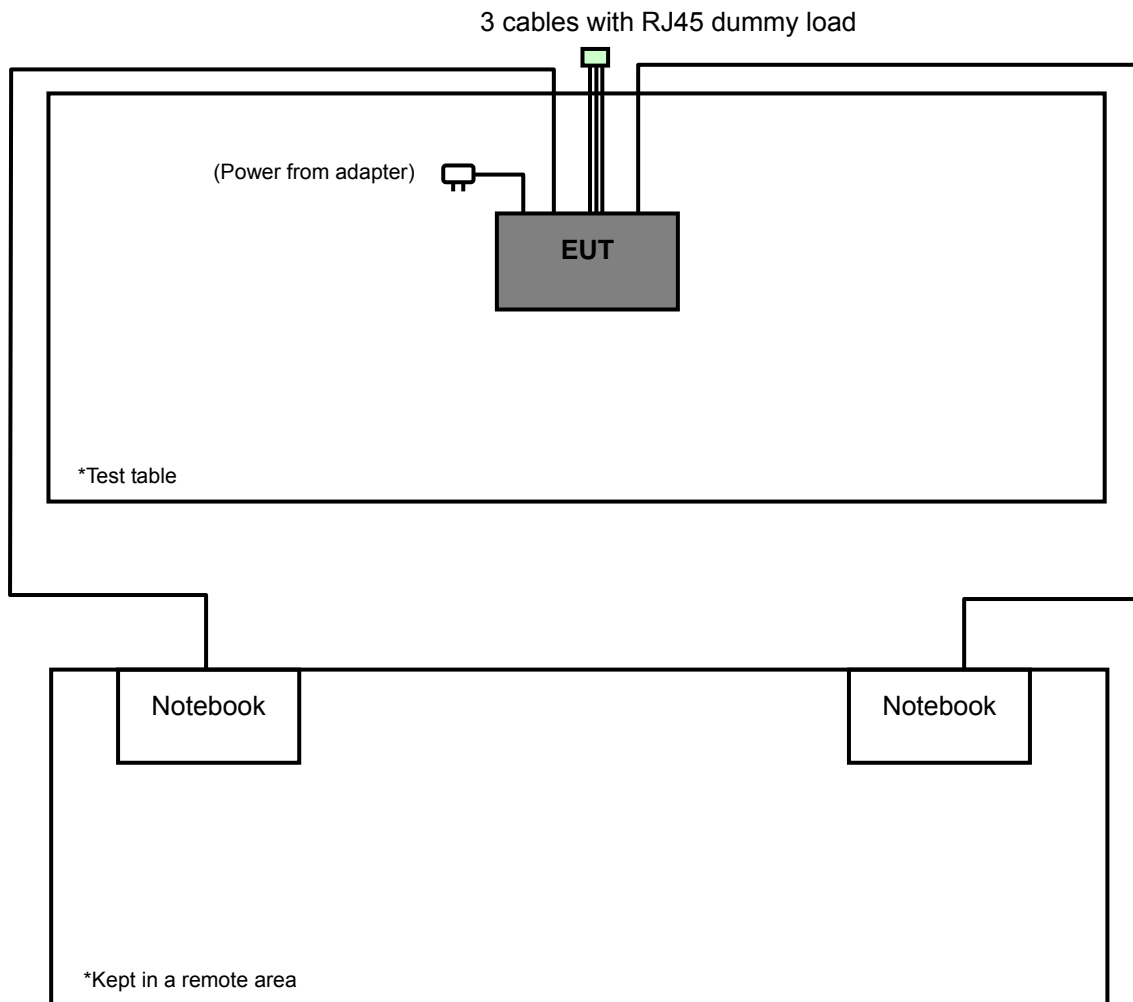 3 cables with RJ45 dummy load
(Power from adapter)
EUT
*Test table
Notebook
Notebook
*Kept in a remote area